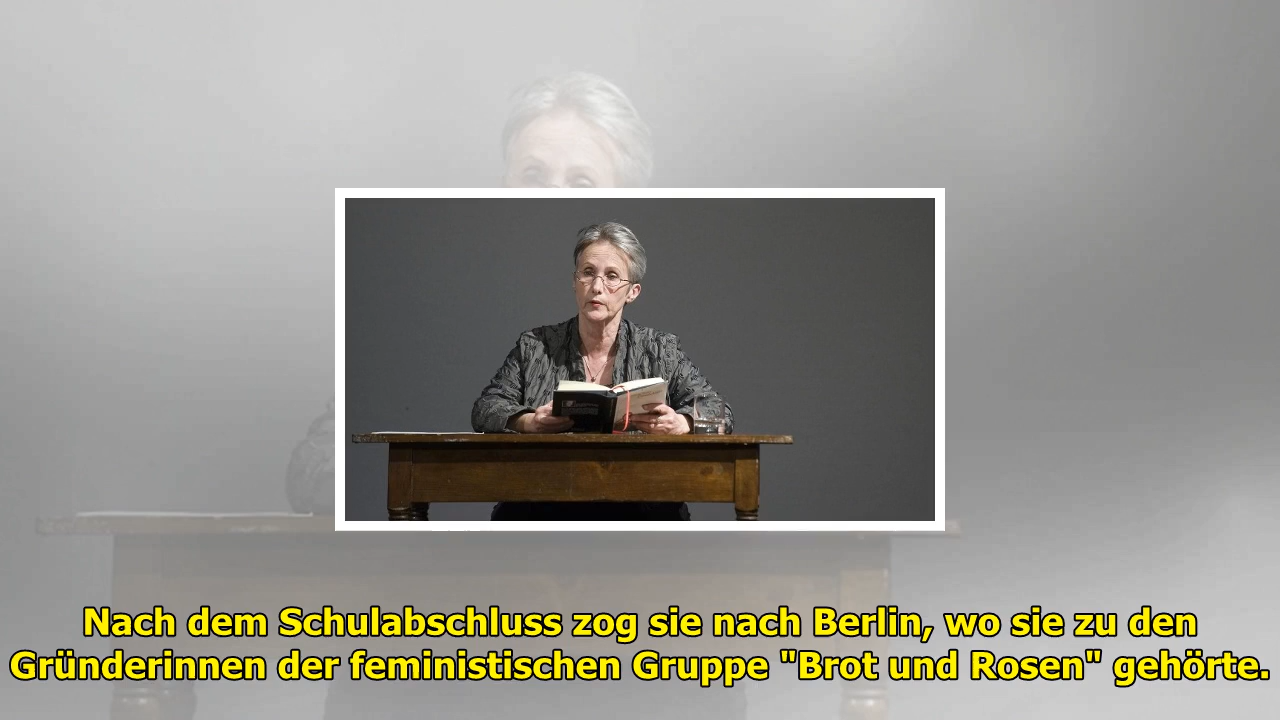 Nach dem Schulabschluss zog sie nach Berlin, wo sie zu den
Gründerinnen der feministischen Gruppe "Brot und Rosen" gehörte.